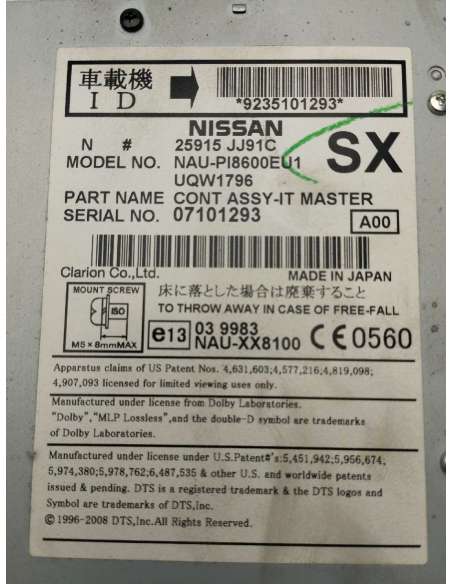 車載機
ID
*9235101293*
NISSAN
N # 25915 JJ91C
SX
MODEL NO. NAU-PI8600EU1
UQW1796
PART NAME CONT ASSY-IT MASTER
SERIAL NO. 07101293
A00
Clarion Co.,Ltd.
MADE IN JAPAN
MOUNT SCREW
ISO
M5×8mmMAX
床に落とした場合は廃棄すること
TO THROW AWAY IN CASE OF FREE-FALL
e13 03 9983
NAU-XX8100
CE0560
Apparstus claims of US Patent Nos. 4,631,603;4,577,216;4,819,098;
4,907,093 licensed for limited viewing uses only.
Manufactured under license from Dolby Laboratories.
"Dolby","MLP Lossless",and the double-D symbol are trademarks
of Dolby Laboratories.
Manufactured under license under U.S.Patent#'s:5,451,942;5,956,674,
5,974,380;5,978,762;6,487,535 & other U.S. and worldwide patents
issued & pending. DTS is a registered trademark & the DTS logos and
Symbol are trademarks of DTS,Inc.
©1996-2008 DTS,Inc.All Rights Reserved.